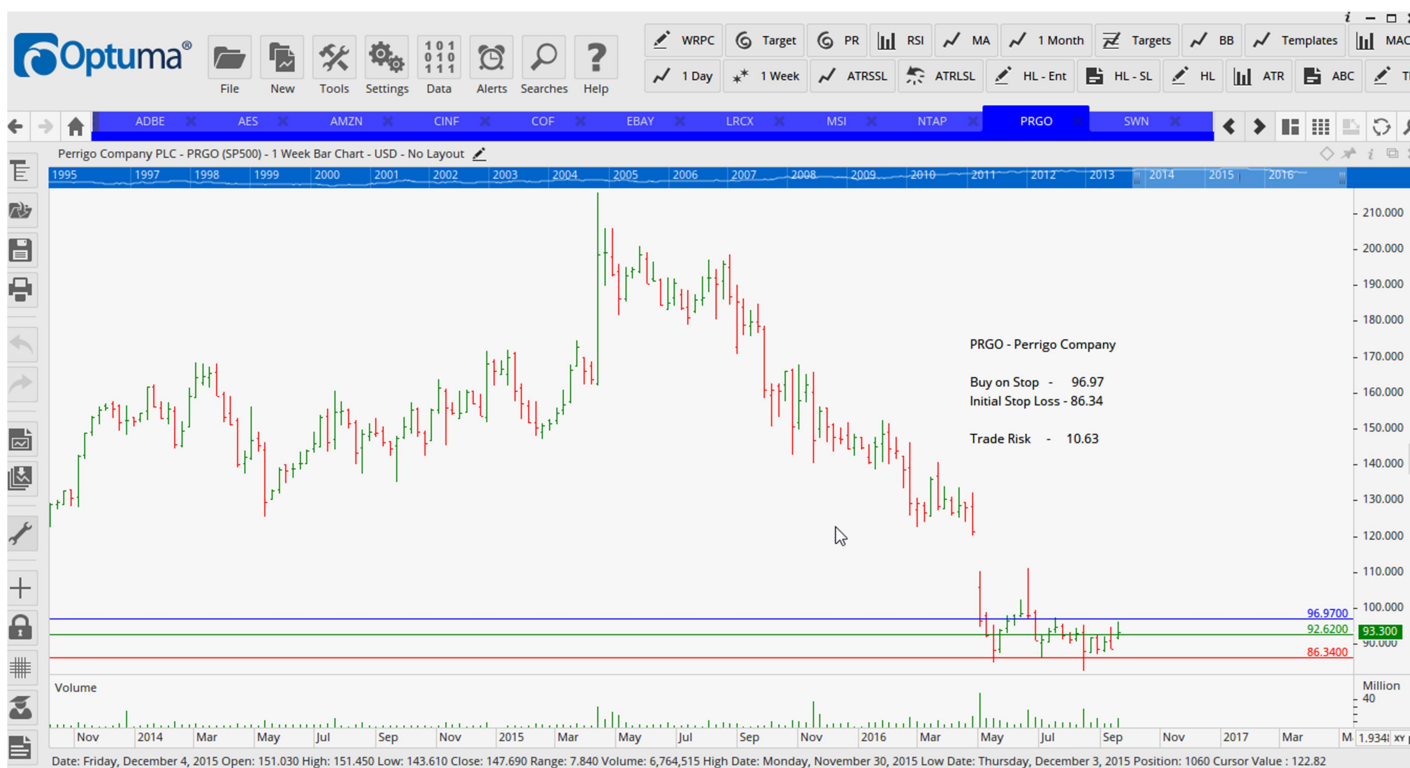 i
Optuma®
File New Tools Settings Data Alerts Searches Help
101
010
111
WRPC Target PR RSI MA 1 Month Targets BB Templates MAC
1 Day 1 Week ATRSSL ATRLSL HL - Ent HL - SL HL ATR ABC
ADBE AES AMZN CINF COF EBAY LRCX MSI NTAP PRGO SWN
Perrigo Company PLC - PRGO (SP500) - 1 Week Bar Chart - USD - No Layout
1995 1997 1998 1999 2000 2001 2002 2003 2004 2005 2006 2007 2008 2009 2010 2011 2012 2013 2014 2015 2016
210.000
200.000
190.000
180.000
170.000
160.000
150.000
140.000
130.000
120.000
110.000
100.000
90.000
PRGO - Perrigo Company
Buy on Stop - 96.97
Initial Stop Loss - 86.34
Trade Risk - 10.63
96.9700
92.6200
93.300
86.3400
Volume
Million
40
Nov 2014 Mar May Jul Sep Nov 2015 Mar May Jul Sep Nov 2016 Mar May Jul Sep Nov 2017 Mar
XY
Date: Friday, December 4, 2015 Open: 151.030 High: 151.450 Low: 143.610 Close: 147.690 Range: 7.840 Volume: 6,764,515 High Date: Monday, November 30, 2015 Low Date: Thursday, December 3, 2015 Position: 1060 Cursor Value : 122.82